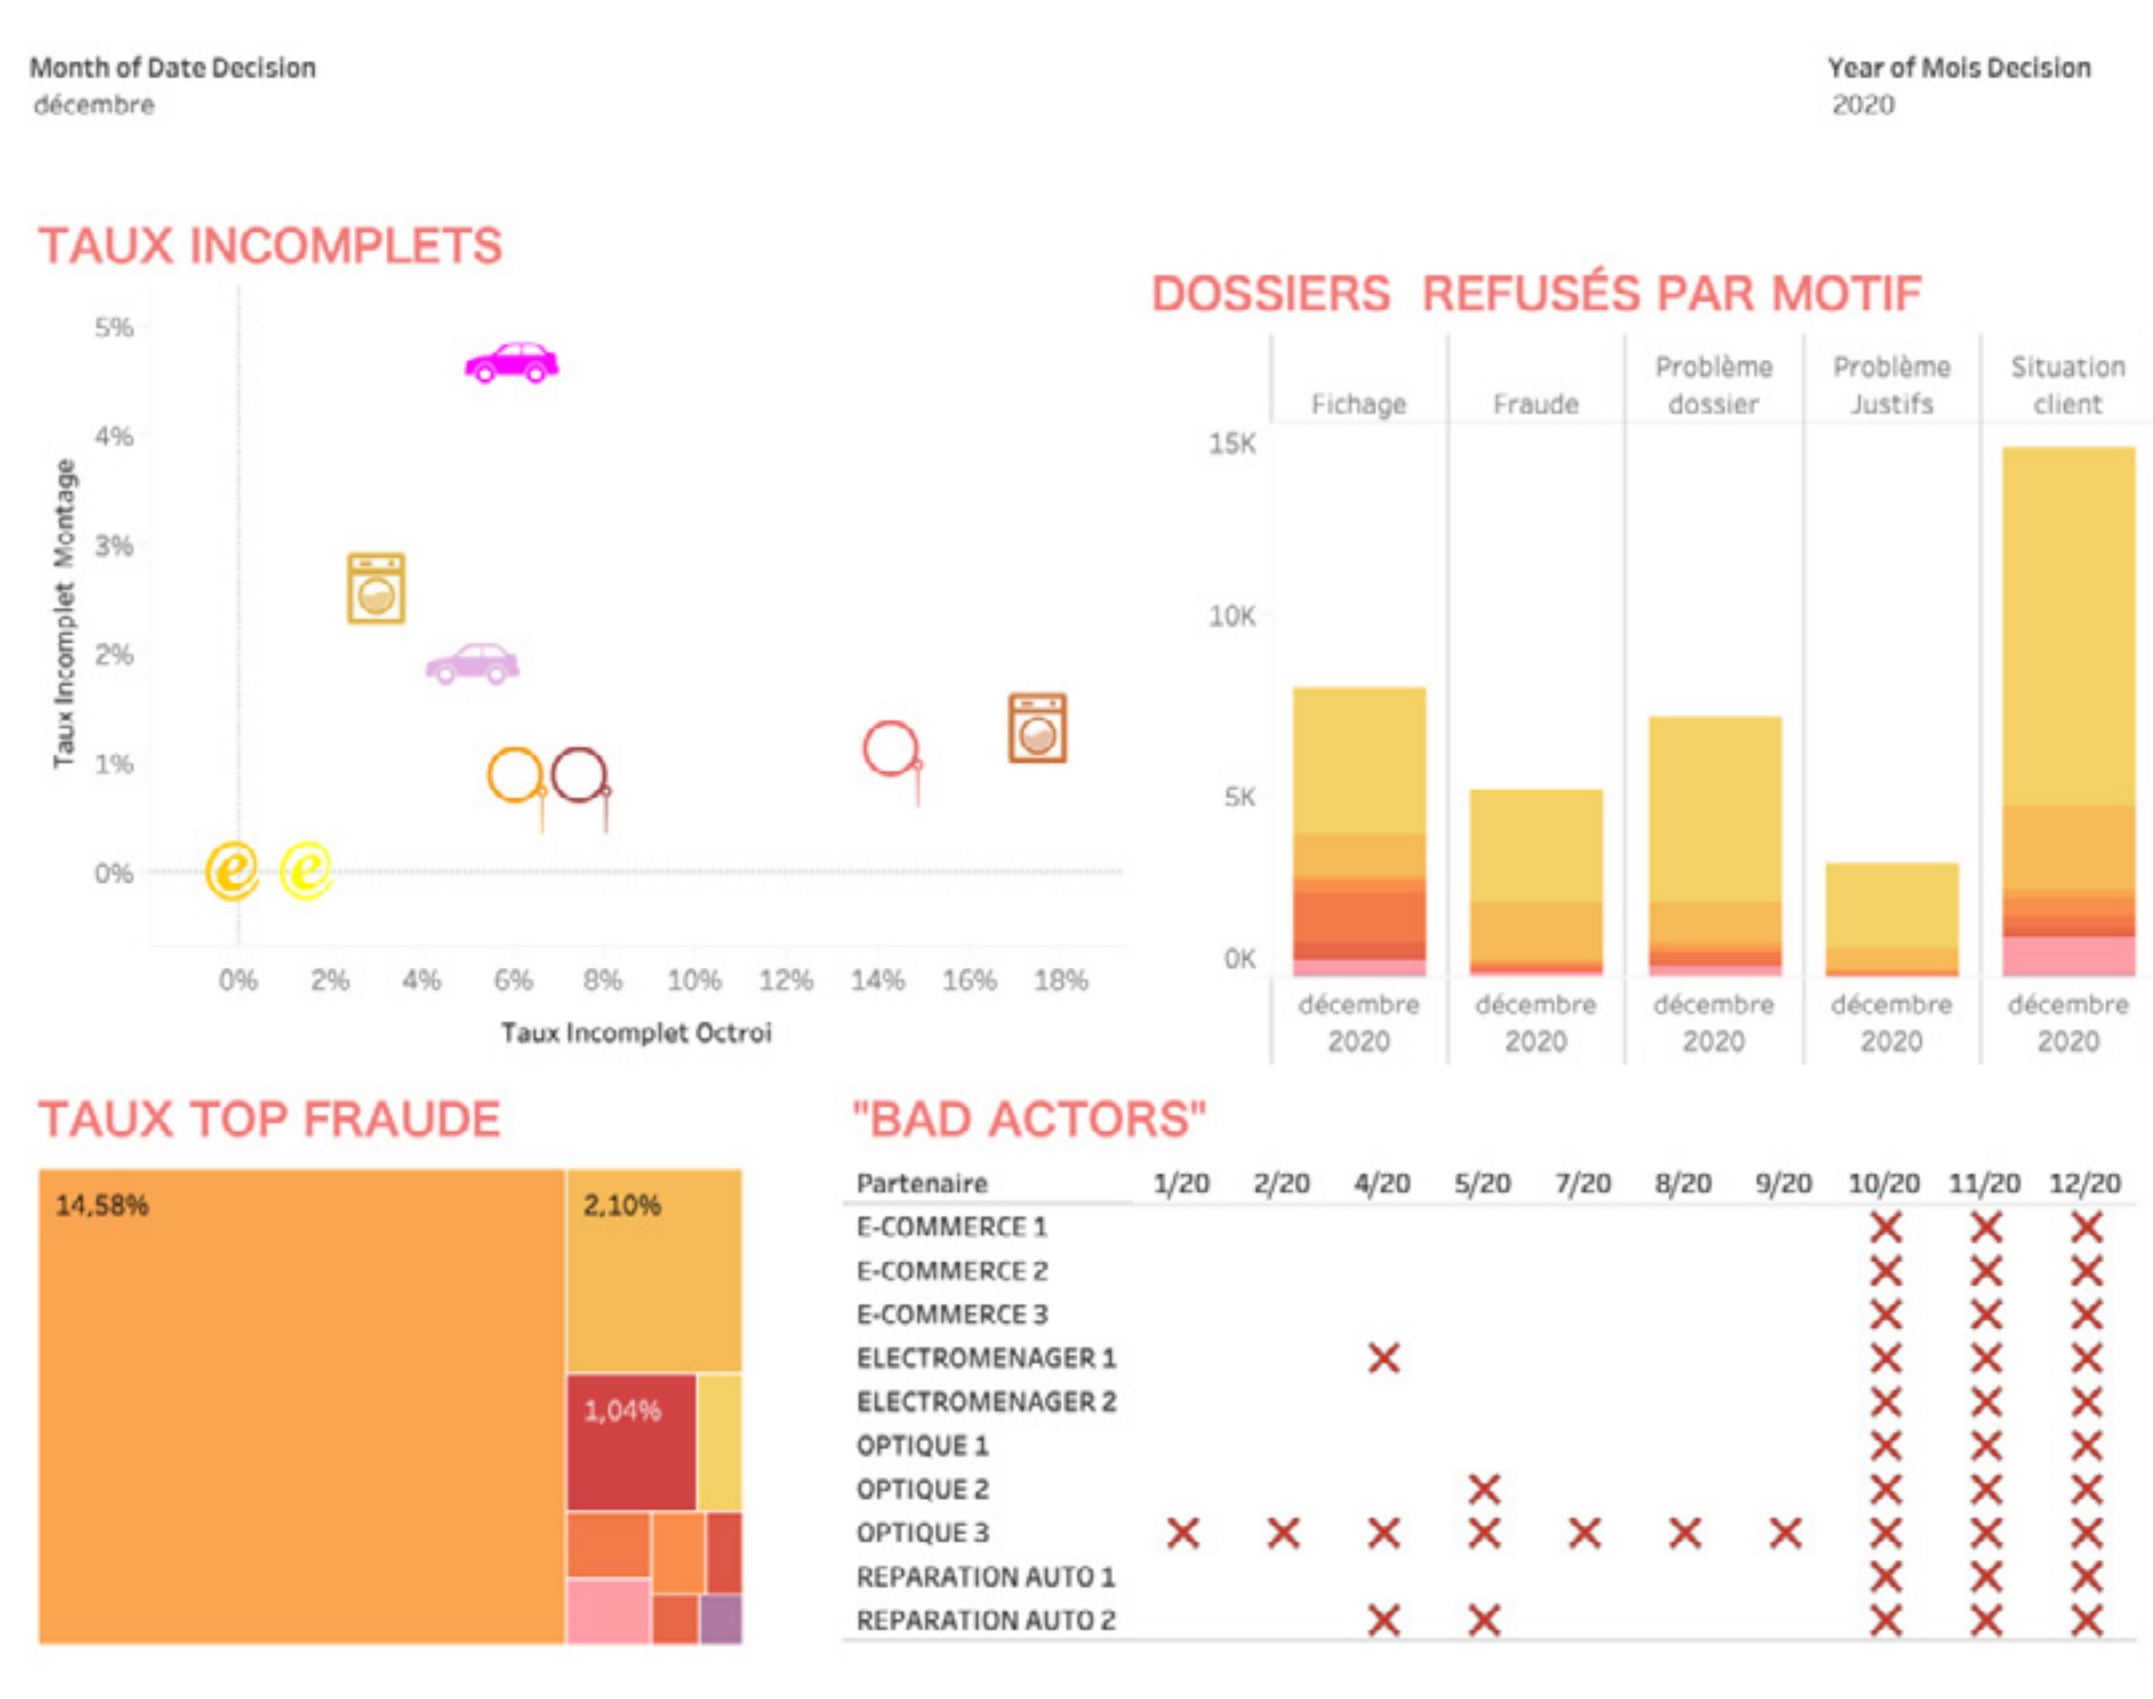 Month of Date Decision
décembre
Year of Mois Decision
2020
TAUX INCOMPLETS
5%
4%
3%
2%
1%
0%
Taux Incomplet Montage
0% 2% 4% 6% 8% 10% 12% 14% 16% 18%
Taux Incomplet Octroi
e e
DOSSIERS REFUSÉS PAR MOTIF
Fichage
Fraude
Problème
dossier
Problème
Justifs
Situation
client
15K
10K
5K
0K
décembre
2020
décembre
2020
décembre
2020
décembre
2020
décembre
2020
TAUX TOP FRAUDE
14,58%
2,10%
1,04%
"BAD ACTORS"
Partenaire 1/20 2/20 4/20 5/20 7/20 8/20 9/20 10/20 11/20 12/20
E-COMMERCE 1
E-COMMERCE 2
E-COMMERCE 3
ELECTROMENAGER 1
ELECTROMENAGER 2
OPTIQUE 1
OPTIQUE 2
OPTIQUE 3
REPARATION AUTO 1
REPARATION AUTO 2